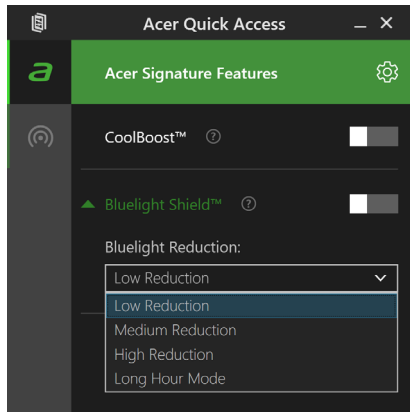 Acer Quick Access
Acer Signature Features
CoolBoost™ ?
Bluelight Shield™ ?
Bluelight Reduction:
Low Reduction
Low Reduction
Medium Reduction
High Reduction
Long Hour Mode